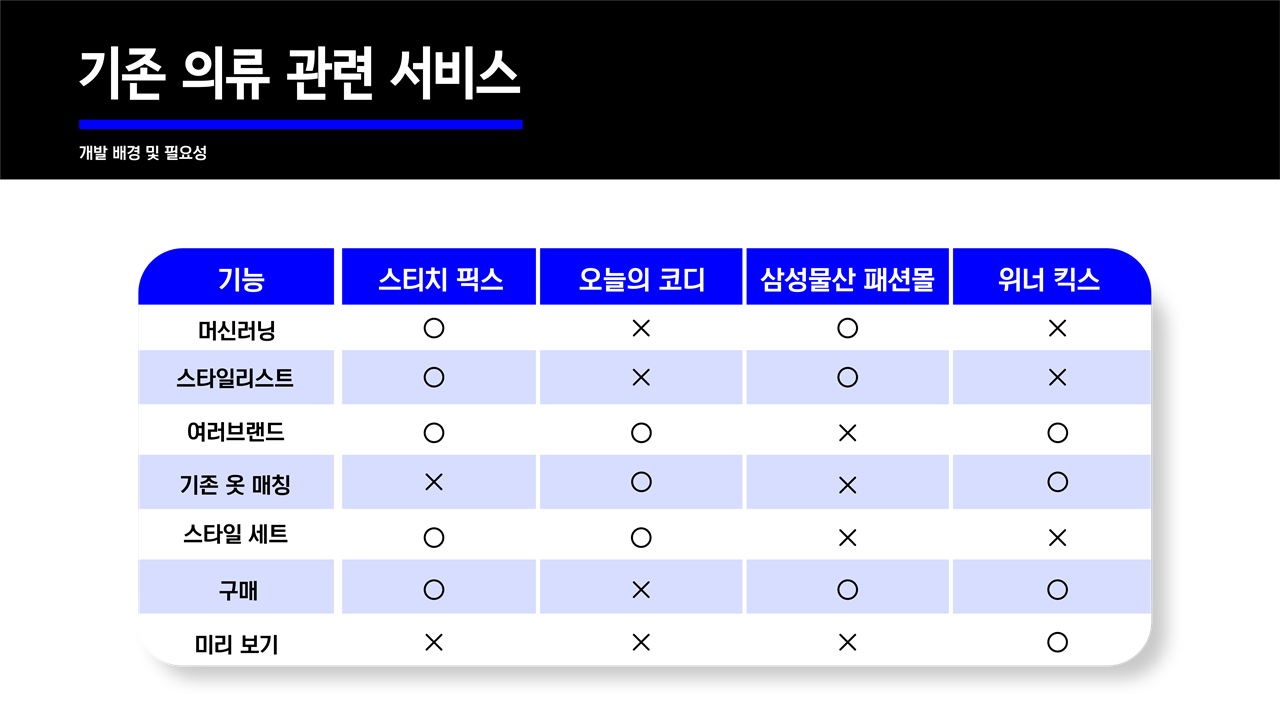 기존 의류 관련 서비스
개발 배경 및 필요성
기능 스티치 픽스 오늘의 코디 삼성물산 패션몰 위너 킥스
머신러닝 ○ × ○ ×
스타일리스트 ○ × ○ ×
여러브랜드 ○ ○ × ○
기존 옷 매칭 × ○ × ○
스타일 세트 ○ ○ × ×
구매 ○ × ○ ○
미리 보기 × × × ○